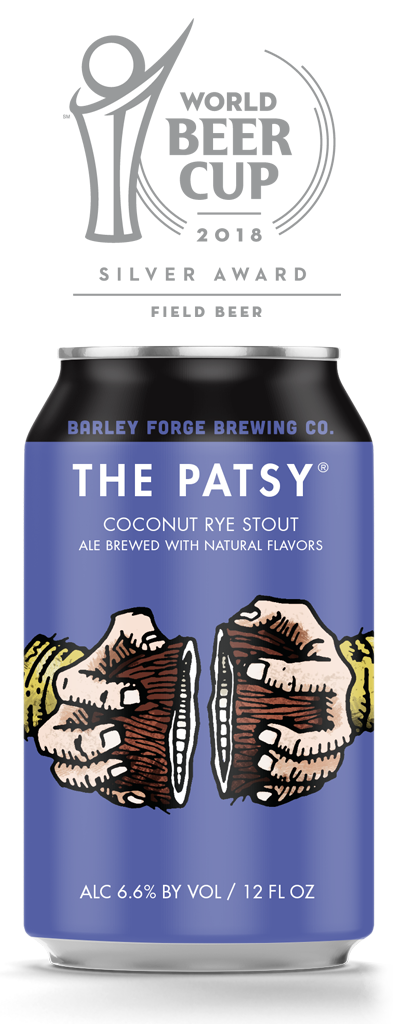 WORLD
BEER
CUP
2018
SILVER AWARD
FIELD BEER
BARLEY FORGE BREWING CO.
THE PATSY®
COCONUT RYE STOUT
ALE BREWED WITH NATURAL FLAVORS
ALC 6.6% BY VOL / 12 FL OZ